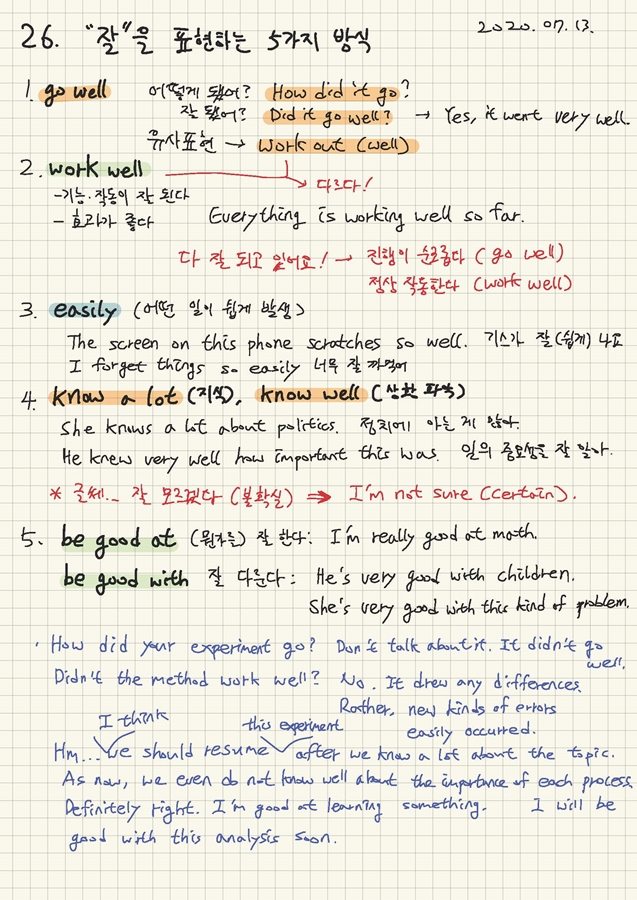 26. "잘"을 표현하는 5가지 방식
2020. 07. 13.
1. go well 어떻게 됐어? How did it go?
잘 됐어? Did it go well? → Yes, it went very well.
유사표현 → work out (well)
2. work well
→ 다르다!
-기능·작동이 잘 된다
- 효과가 좋다 Everything is working well so far.
다 잘 되고 있어요! → 진행이 순조롭다 (go well)
정상 작동한다 (work well)
3. easily (어떤 일이 쉽게 발생)
The screen on this phone scratches so well. 기스가 잘(쉽게) 나고
I forget things so easily 너무 잘 까먹어
4. know a lot (지식), know well (상황 파악)
She knows a lot about politics. 정치에 아는 게 많아.
He knew very well how important this was. 일의 중요성을 잘 알아.
* 글쎄... 잘 모르겠다 (불확실) ⇒ I'm not sure (certain).
5. be good at (뭔가를) 잘 한다: I'm really good at math.
be good with 잘 다룬다: He's very good with children.
She's very good with this kind of problem.
· How did your experiment go? Don't talk about it. It didn't go
well.
Didn't the method work well? No. It drew any differences.
Rather, new kinds of errors
easily occurred.
I think this experiment
Hm... we should resume after we know a lot about the topic.
As now, we even do not know well about the importance of each process.
Definitely right. I'm good at learning something. I will be
good with this analysis soon.